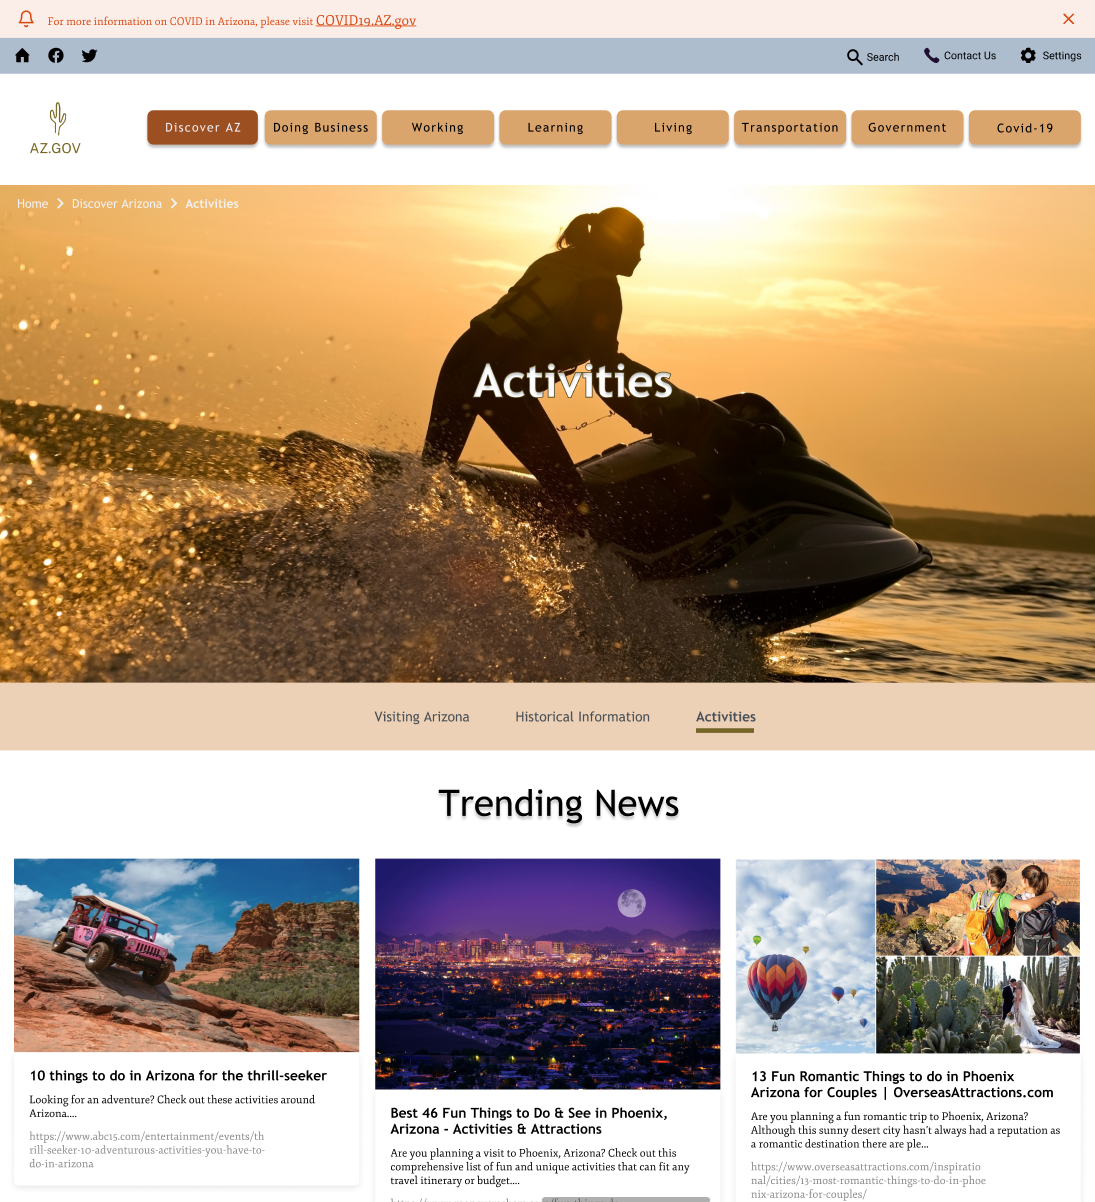 For more information on COVID in Arizona, please visit COVID19.AZ.gov
Search
Contact Us
Settings
AZ.GOV
Discover AZ
Doing Business
Working
Learning
Living
Transportation
Government
Covid-19
Home
Discover Arizona
Activities
Activities
Visiting Arizona
Historical Information
Activities
Trending News
10 things to do in Arizona for the thrill-seeker
Looking for an adventure? Check out these activities around
Arizona....
https://www.abc15.com/entertainment/events/th
rill-seeker-10-adventurous-activities-you-have-to-
do-in-arizona
Best 46 Fun Things to Do & See in Phoenix,
Arizona - Activities & Attractions
Are you planning a visit to Phoenix, Arizona? Check out this
comprehensive list of fun and unique activities that can fit any
travel itinerary or budget....
13 Fun Romantic Things to do in Phoenix
Arizona for Couples | OverseasAttractions.com
Are you planning a fun romantic trip to Phoenix, Arizona?
Although this sunny desert city hasn't always had a reputation as
a romantic destination there are ple...
https://www.overseasattractions.com/inspiratio
nal/cities/13-most-romantic-things-to-do-in-phoe
nix-arizona-for-couples/